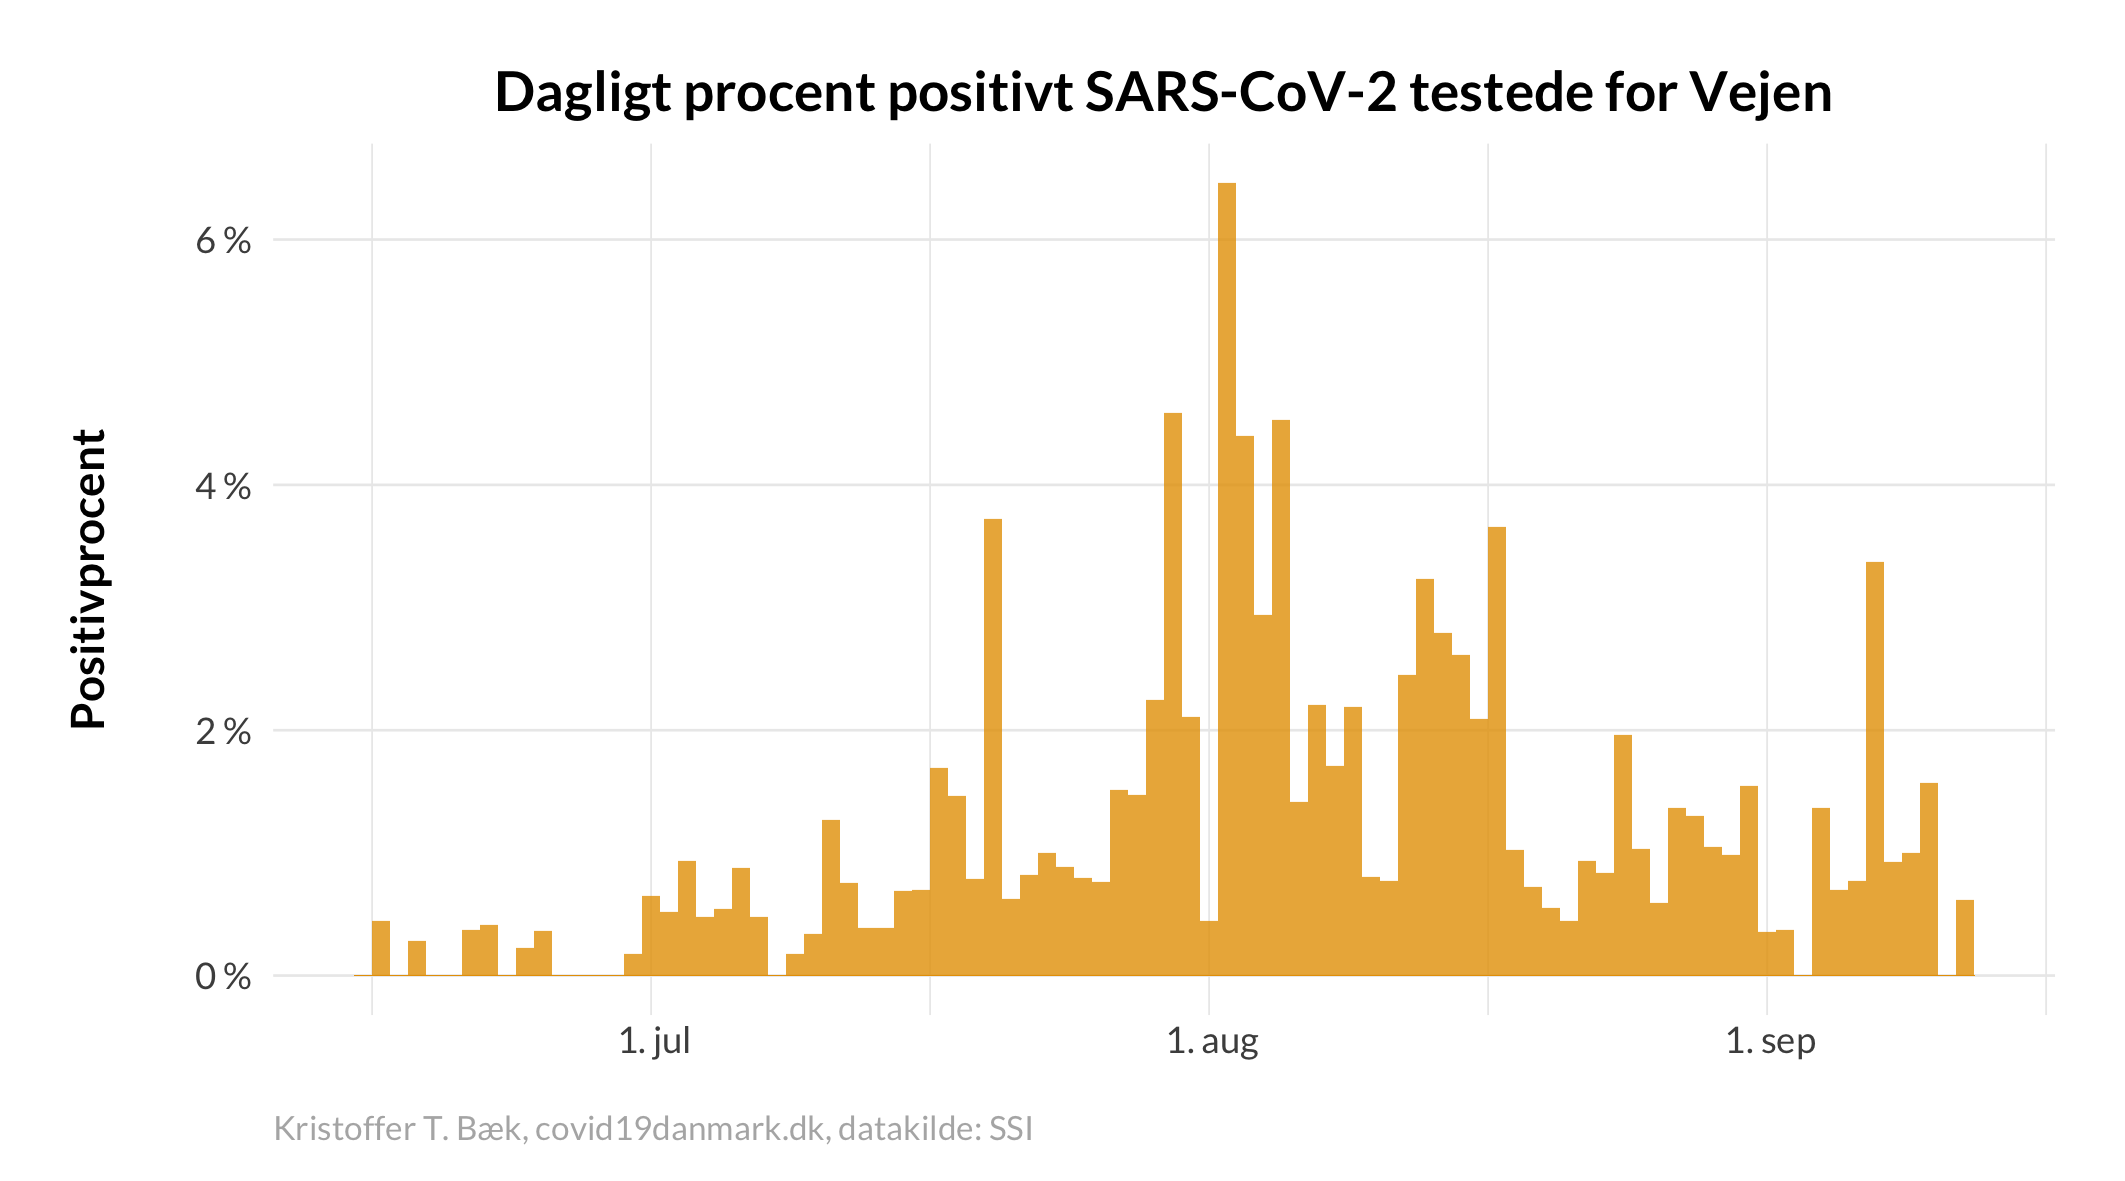 Dagligt procent positivt SARS-CoV-2 testede for Vejen
Positivprocent
6 %
4 %
2 %
0 %
1. jul
1. aug
1. sep
Kristoffer T. Bæk, covid19danmark.dk, datakilde: SSI